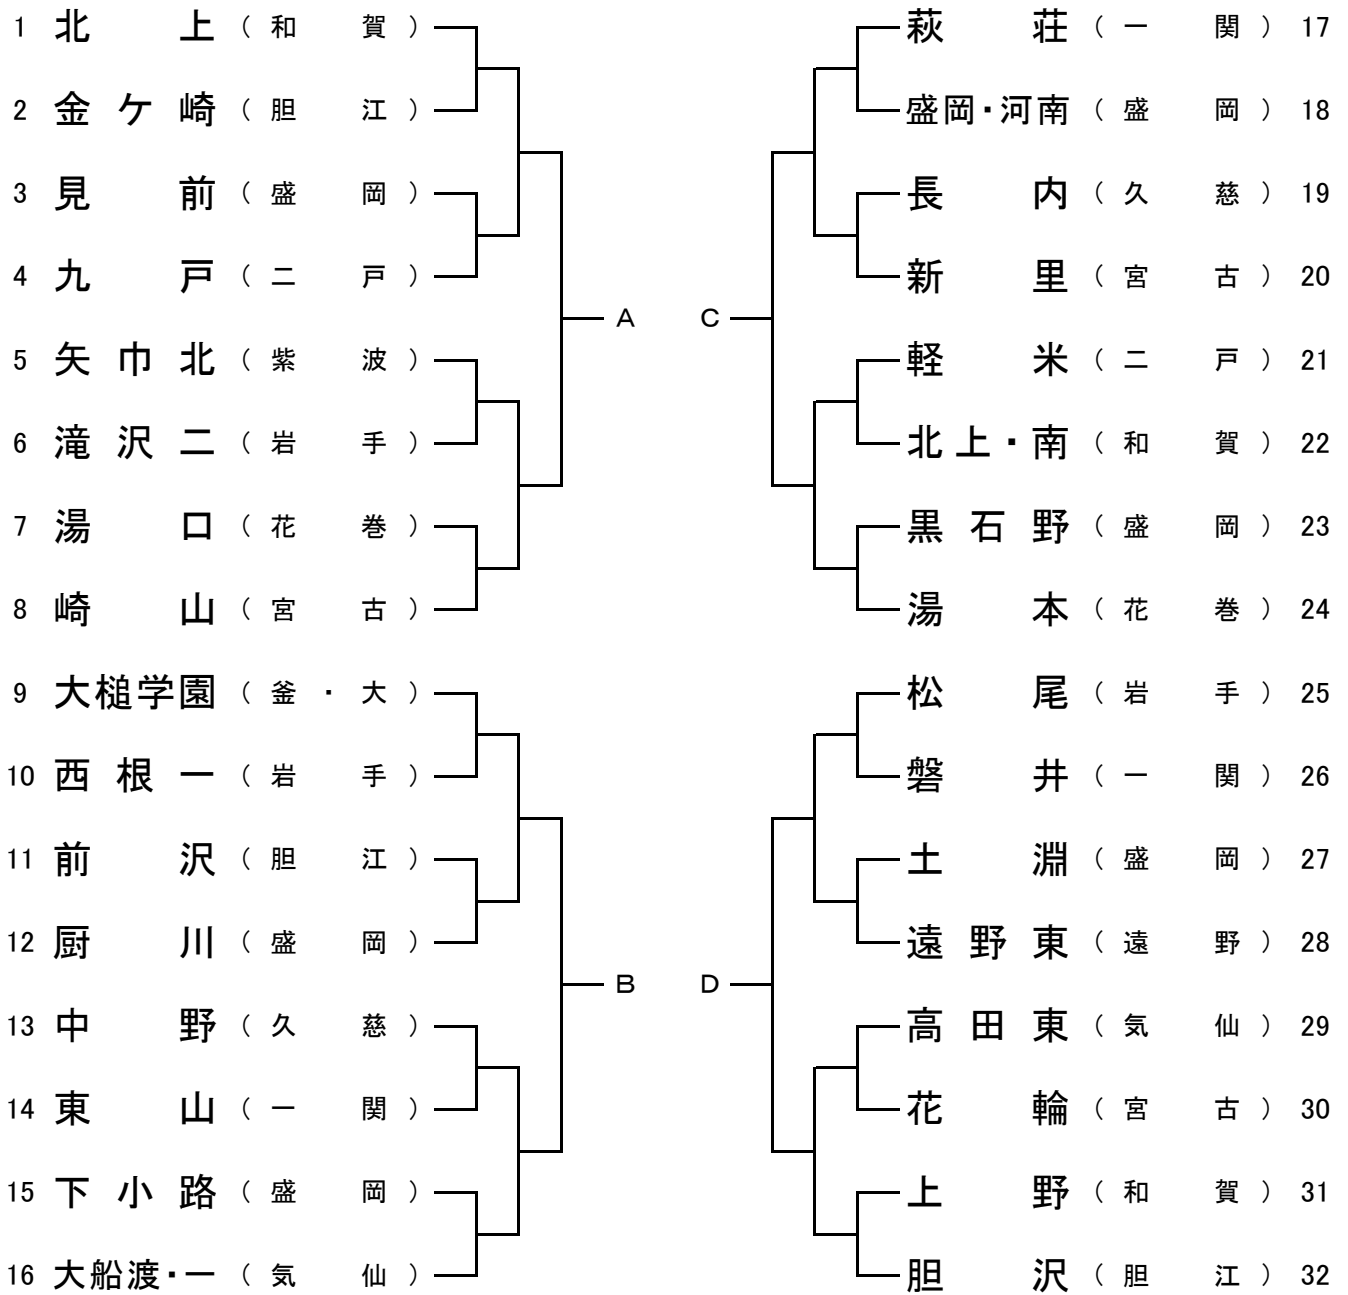 1 北上（和賀）
2 金ケ崎（胆江）
3 見前（盛岡）
4 九戸（二戸）
A
5 矢巾北（紫波）
6 滝沢二（岩手）
7 湯口（花巻）
8 崎山（宮古）
9 大槌学園（釜・大）
10 西根一（岩手）
11 前沢（胆江）
12 厨川（盛岡）
B
13 中野（久慈）
14 東山（一関）
15 下小路（盛岡）
16 大船渡・一（気仙）
萩荘（一関）17
盛岡・河南（盛岡）18
長内（久慈）19
新里（宮古）20
C
軽米（二戸）21
北上・南（和賀）22
黒石野（盛岡）23
湯本（花巻）24
松尾（岩手）25
磐井（一関）26
土淵（盛岡）27
遠野東（遠野）28
D
高田東（気仙）29
花輪（宮古）30
上野（和賀）31
胆沢（胆江）32